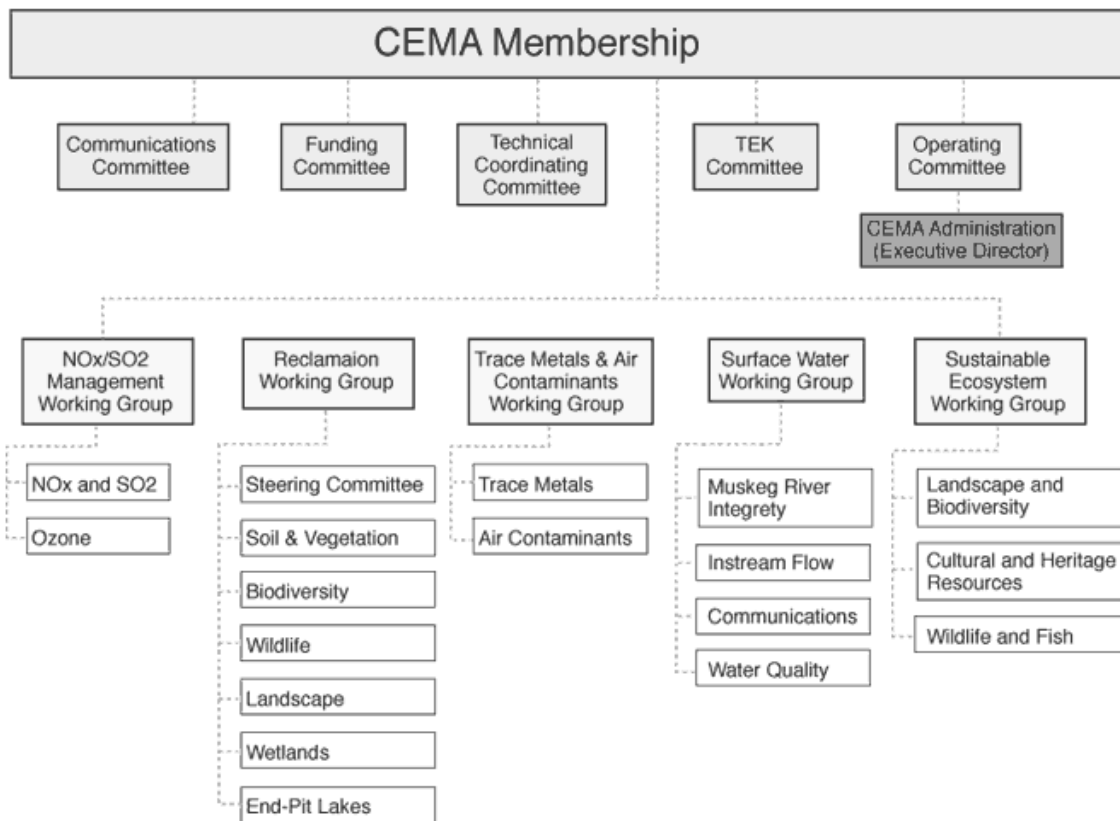 CEMA Membership
Communications
Committee
Funding
Committee
Technical
Coordinating
Committee
TEK
Committee
Operating
Committee
CEMA Administration
(Executive Director)
NOx/SO2
Management
Working Group
Reclamaion
Working Group
Trace Metals & Air
Contaminants
Working Group
Surface Water
Working Group
Sustainable
Ecosystem
Working Group
NOx and SO2
Ozone
Steering Committee
Soil & Vegetation
Biodiversity
Wildlife
Landscape
Wetlands
End-Pit Lakes
Trace Metals
Air Contaminants
Muskeg River
Integrety
Instream Flow
Communications
Water Quality
Landscape and
Biodiversity
Cultural and Heritage
Resources
Wildlife and Fish